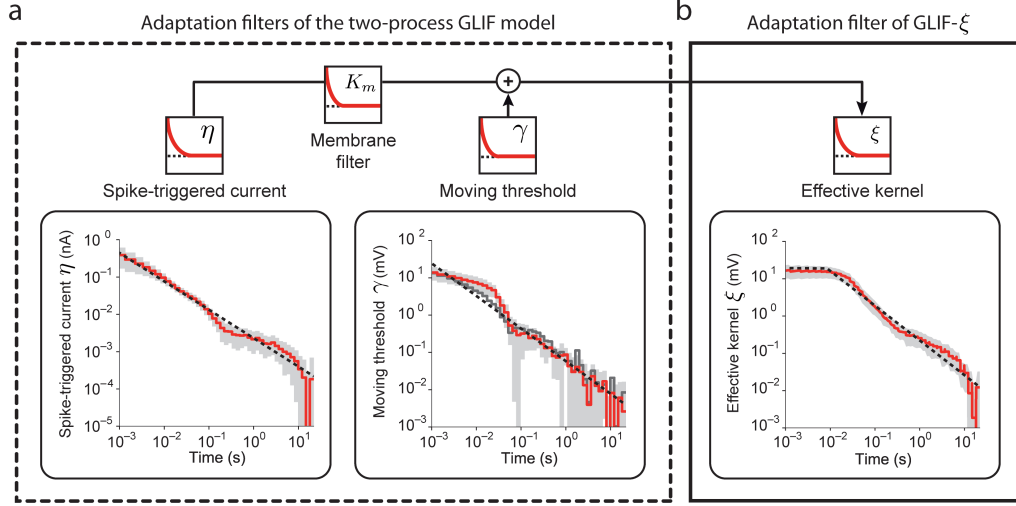 a
Adaptation filters of the two-process GLIF model
b
Adaptation filter of GLIF-ξ
K_m
+
η
γ
ξ
Membrane
filter
Spike-triggered current
Moving threshold
Effective kernel
Spike-triggered current η (nA)
10^0
10^-1
10^-2
10^-3
10^-4
10^-5
10^-3
10^-2
10^-1
10^0
10^1
Time (s)
Moving threshold γ (mV)
10^2
10^1
10^0
10^-1
10^-2
10^-3
10^-3
10^-2
10^-1
10^0
10^1
Time (s)
Effective kernel ξ (mV)
10^2
10^1
10^0
10^-1
10^-2
10^-3
10^-3
10^-2
10^-1
10^0
10^1
Time (s)